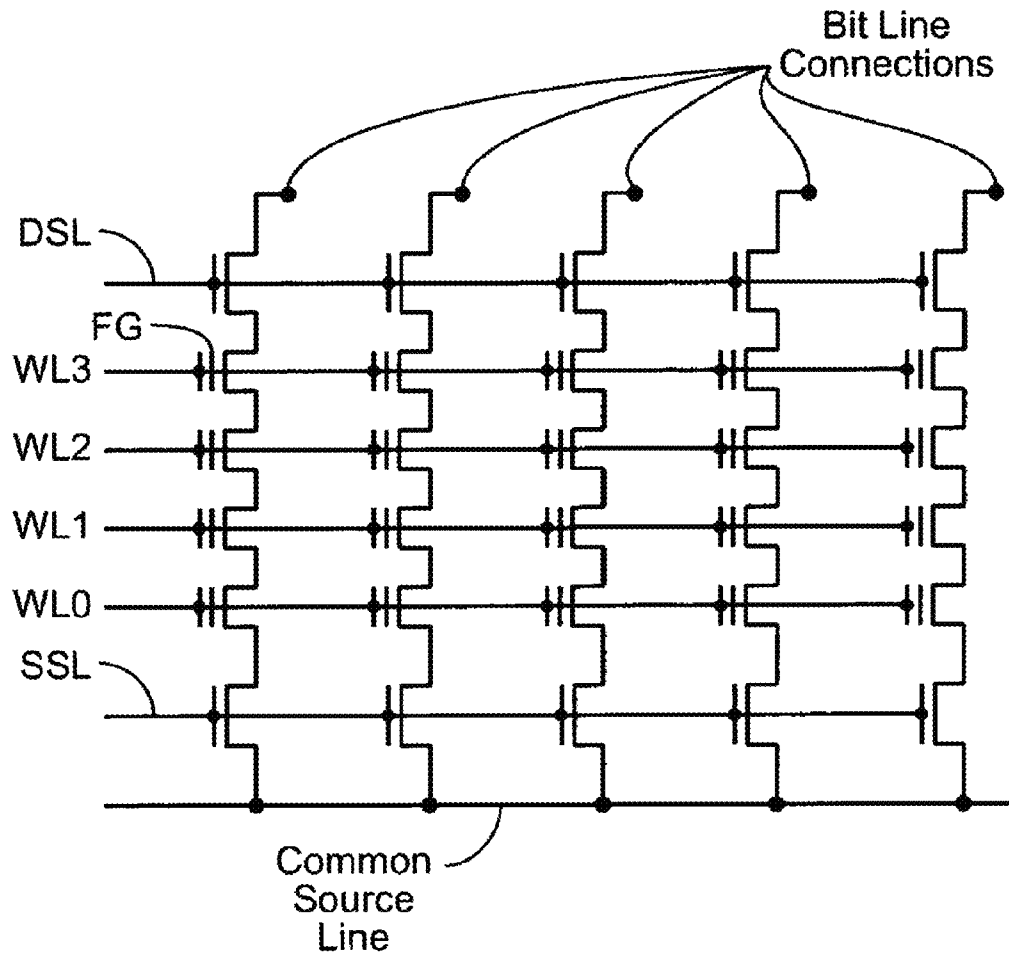 Bit Line
Connections
DSL
FG
WL3
WL2
WL1
WL0
SSL
Common
Source
Line